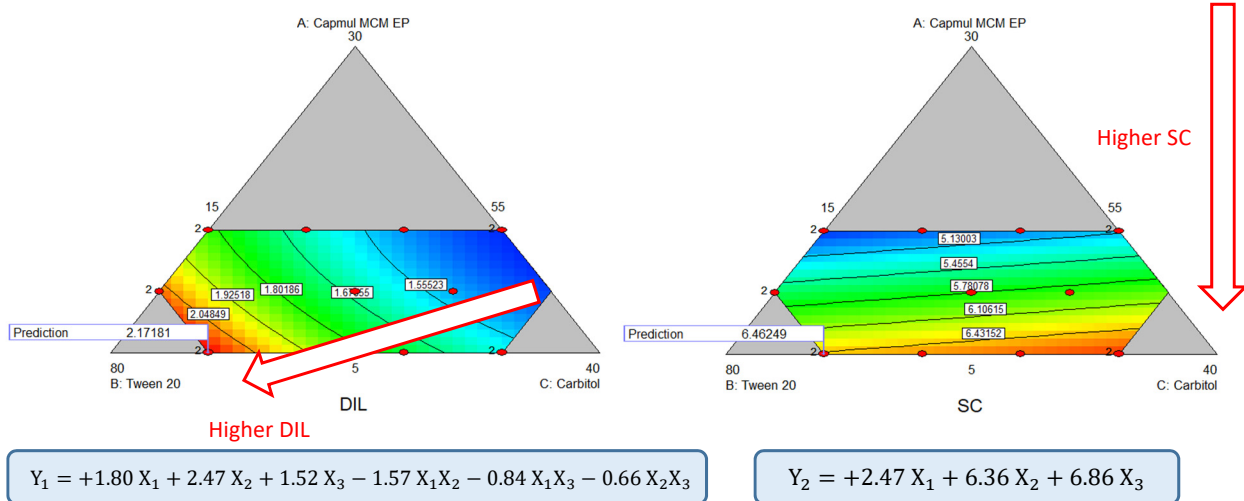 A: Capmul MCM EP
30
15
55
2
2
1.92518
1.80186
1.55523
2
2.04849
Prediction
2.17181
2
2
80
5
40
B: Tween 20
C: Carbitol
DIL
Higher DIL
Y₁ = +1.80 X₁ + 2.47 X₂ + 1.52 X₃ − 1.57 X₁X₂ − 0.84 X₁X₃ − 0.66 X₂X₃
A: Capmul MCM EP
30
Higher SC
15
55
2
2
5.13003
5.4554
5.78078
2
6.10615
6.43152
Prediction
6.46249
2
2
80
5
40
B: Tween 20
C: Carbitol
SC
Y₂ = +2.47 X₁ + 6.36 X₂ + 6.86 X₃